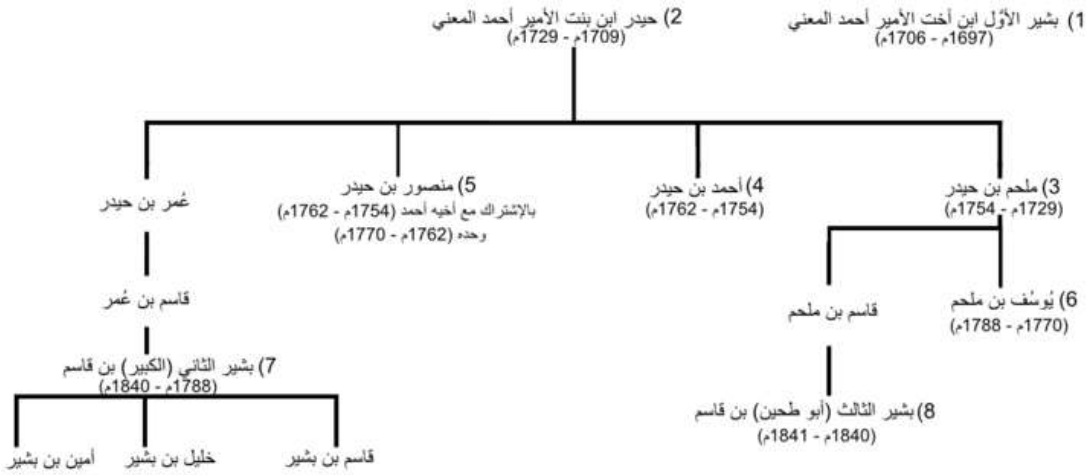 1) بشير الأوَّل ابن أخت الأمير أحمد المعني
(1697م - 1706م)
2) حيدر ابن بنت الأمير أحمد المعني
(1709م - 1729م)
3) ملحم بن حيدر
(1729م - 1754م)
4) أحمد بن حيدر
(1754م - 1762م)
5) منصور بن حيدر
بالإشتراك مع أخيه أحمد (1754م - 1762م)
وحده (1762م - 1770م)
عُمر بن حيدر
6) يُوسُف بن ملحم
(1770م - 1788م)
قاسم بن ملحم
قاسم بن عُمر
7) بشير الثاني (الكبير) بن قاسم
(1788م - 1840م)
8) بشير الثالث (أبو طحين) بن قاسم
(1840م - 1841م)
قاسم بن بشير
خليل بن بشير
أمين بن بشير